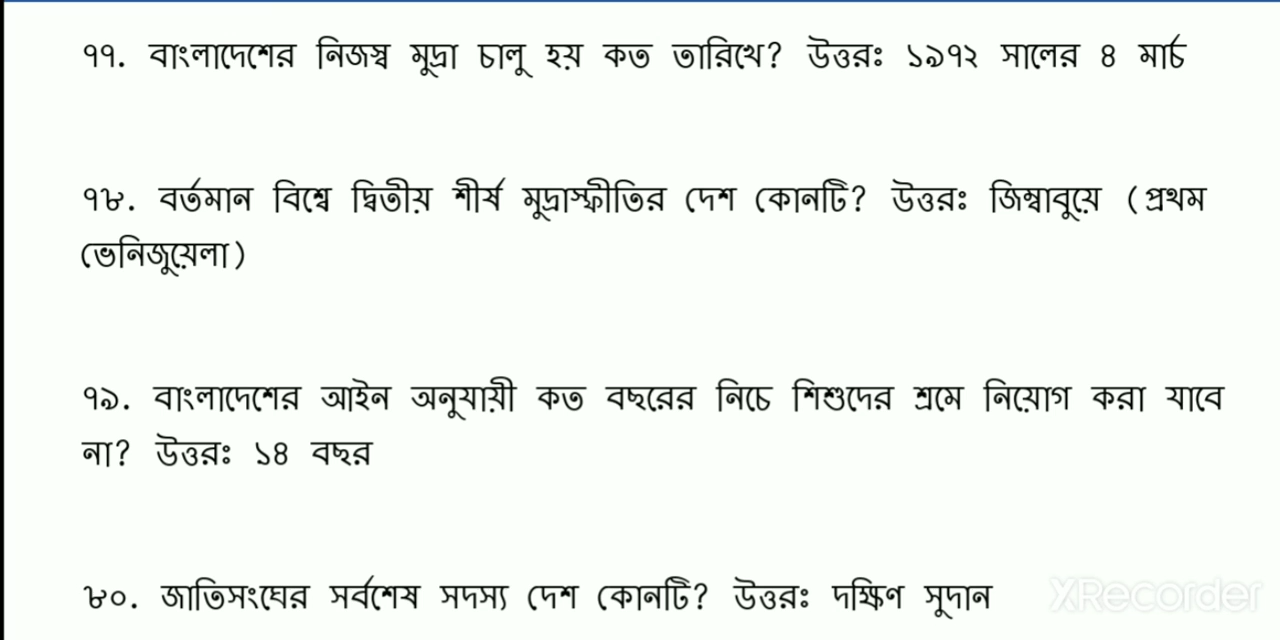 ৭৭. বাংলাদেশের নিজস্ব মুদ্রা চালু হয় কত তারিখে? উত্তরঃ ১৯৭২ সালের ৪ মার্চ
৭৮. বর্তমান বিশ্বে দ্বিতীয় শীর্ষ মুদ্রাস্ফীতির দেশ কোনটি? উত্তরঃ জিম্বাবুয়ে (প্রথম
ভেনিজুয়েলা)
৭৯. বাংলাদেশের আইন অনুযায়ী কত বছরের নিচে শিশুদের শ্রমে নিয়োগ করা যাবে
না? উত্তরঃ ১৪ বছর
৮০. জাতিসংঘের সর্বশেষ সদস্য দেশ কোনটি? উত্তরঃ দক্ষিণ সুদান
XRecorder